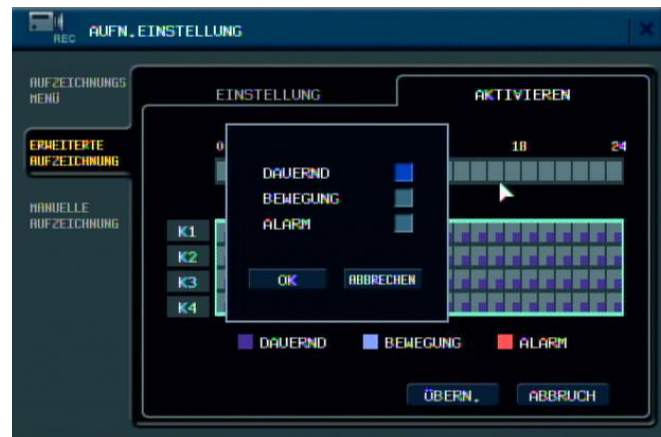 REC AUFN.EINSTELLUNG
AUFZEICHNUNGS
MENÜ
ERWEITERTE
AUFZEICHNUNG
MANUELLE
AUFZEICHNUNG
EINSTELLUNG AKTIVIEREN
0 18 24
DAUERND
BEWEGUNG
ALARM
OK ABBRECHEN
K1
K2
K3
K4
DAUERND BEWEGUNG ALARM
ÜBERN. ABBRUCH